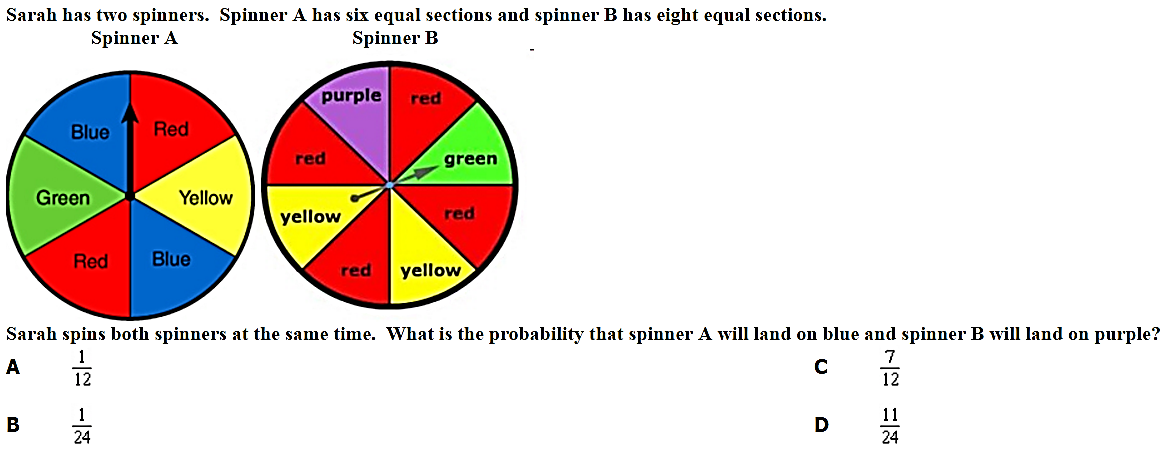 Sarah has two spinners. Spinner A has six equal sections and spinner B has eight equal sections.
Spinner A Spinner B
Blue Red
Green Yellow
Red Blue
purple red
red green
yellow red
red yellow
Sarah spins both spinners at the same time. What is the probability that spinner A will land on blue and spinner B will land on purple?
A 1/12
B 1/24
C 7/12
D 11/24